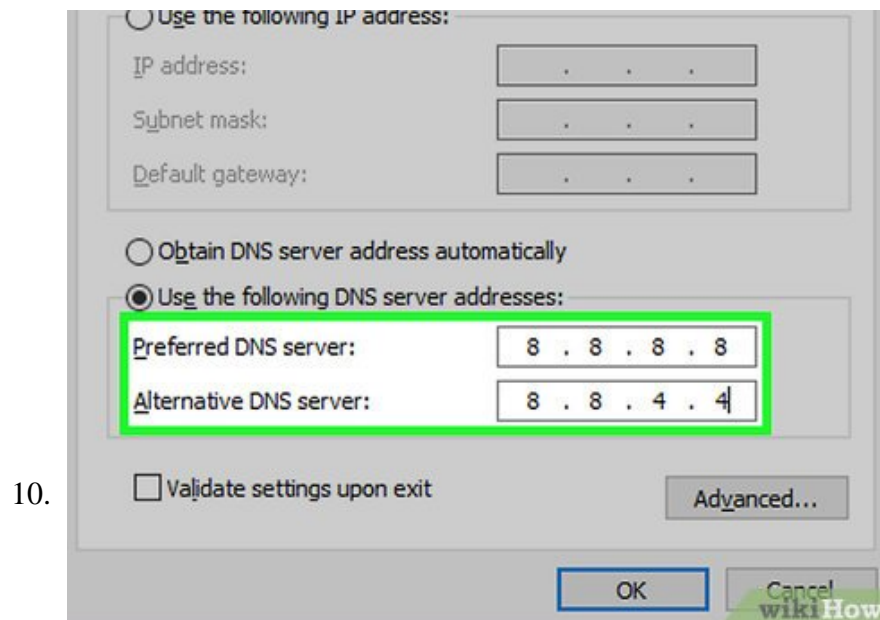 Use the following IP address:
IP address: . . .
Subnet mask: . . .
Default gateway: . . .
Obtain DNS server address automatically
Use the following DNS server addresses:
Preferred DNS server: 8 . 8 . 8 . 8
Alternative DNS server: 8 . 8 . 4 . 4
10.
Validate settings upon exit
Advanced...
OK Cancel
wikiHow